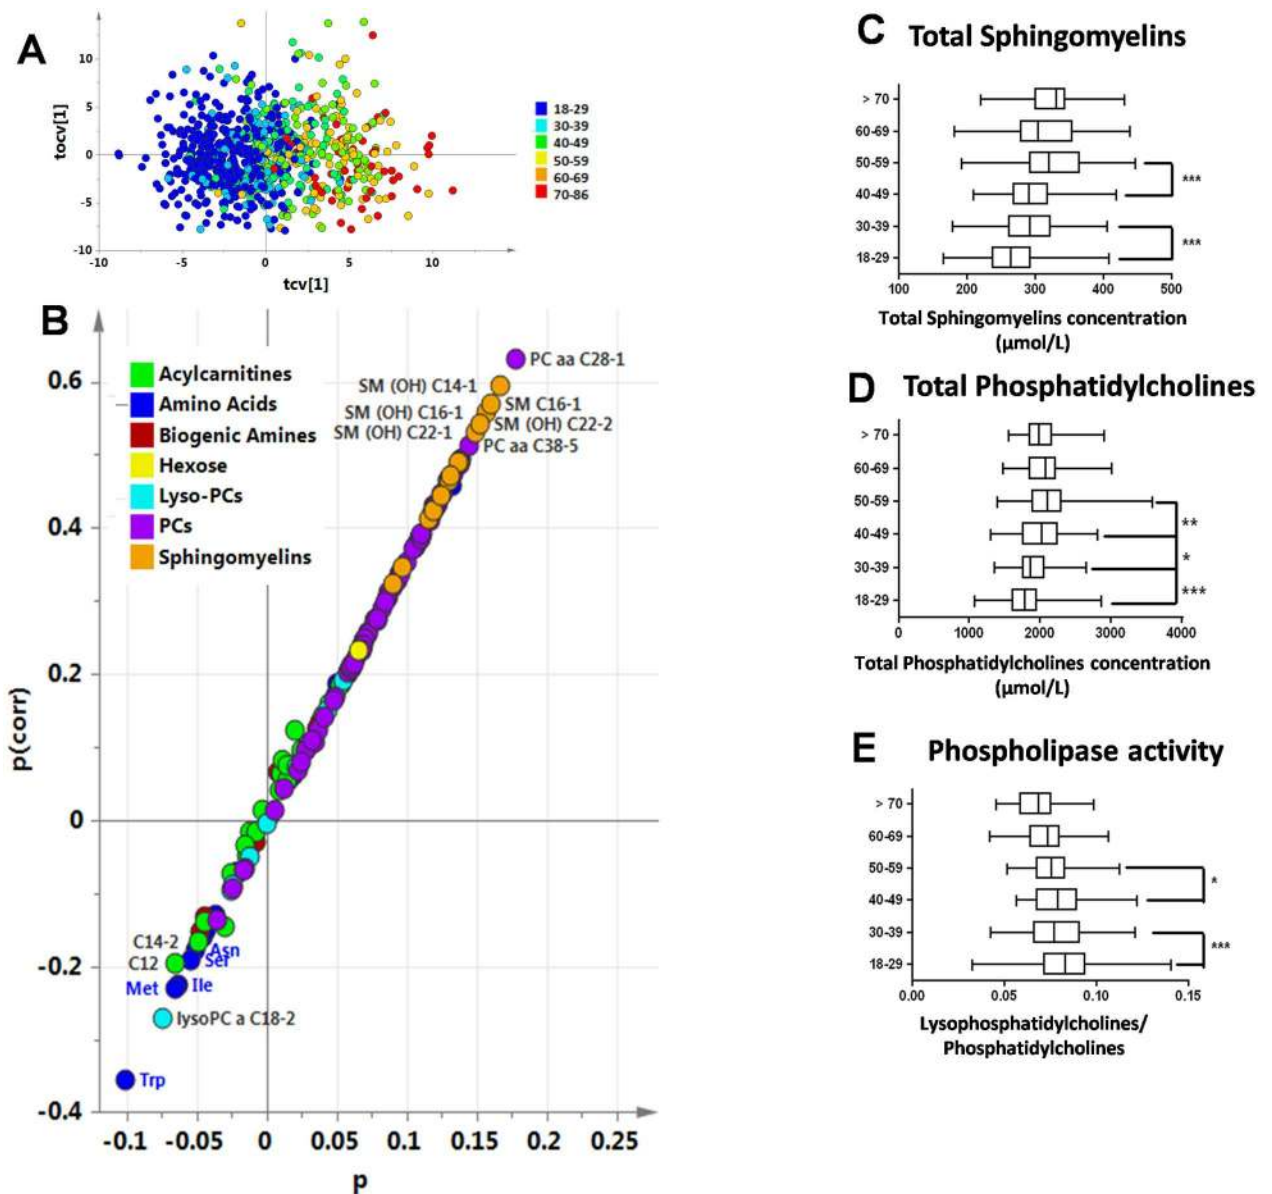 A
tocv[1]
10
5
0
-5
-10
-10
-5
0
5
10
tcv[1]
18-29
30-39
40-49
50-59
60-69
70-86
B
Acylcarnitines
Amino Acids
Biogenic Amines
Hexose
Lyso-PCs
PCs
Sphingomyelins
PC aa C28-1
SM (OH) C14-1
SM C16-1
SM (OH) C16-1
SM (OH) C22-2
SM (OH) C22-1
PC aa C38-5
C14-2
Asn
C12
Ser
Met
Ile
lysoPC a C18-2
Trp
p(corr)
0.6
0.4
0.2
0
-0.2
-0.4
-0.1
-0.05
0
0.05
0.1
0.15
0.2
0.25
p
C Total Sphingomyelins
> 70
60-69
50-59
40-49
30-39
18-29
***
***
100
200
300
400
500
Total Sphingomyelins concentration
(µmol/L)
D Total Phosphatidylcholines
> 70
60-69
50-59
40-49
30-39
18-29
**
*
***
0
1000
2000
3000
4000
Total Phosphatidylcholines concentration
(µmol/L)
E Phospholipase activity
> 70
60-69
50-59
40-49
30-39
18-29
*
***
0.00
0.05
0.10
0.15
Lysophosphatidylcholines/
Phosphatidylcholines